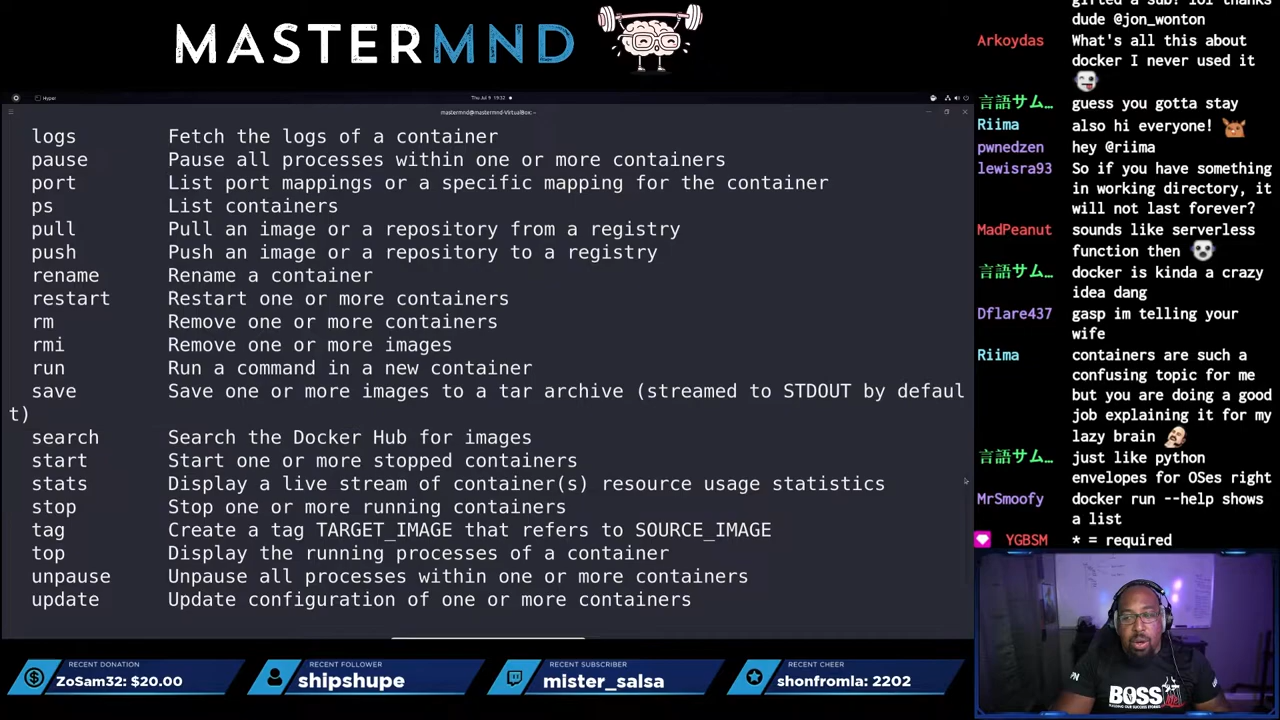 MASTERMND
Hyper
Thu Jul 9 19:32
mastermnd@mastermnd-VirtualBox: ~
logs Fetch the logs of a container
pause Pause all processes within one or more containers
port List port mappings or a specific mapping for the container
ps List containers
pull Pull an image or a repository from a registry
push Push an image or a repository to a registry
rename Rename a container
restart Restart one or more containers
rm Remove one or more containers
rmi Remove one or more images
run Run a command in a new container
save Save one or more images to a tar archive (streamed to STDOUT by defaul
t)
search Search the Docker Hub for images
start Start one or more stopped containers
stats Display a live stream of container(s) resource usage statistics
stop Stop one or more running containers
tag Create a tag TARGET_IMAGE that refers to SOURCE_IMAGE
top Display the running processes of a container
unpause Unpause all processes within one or more containers
update Update configuration of one or more containers
gifted a sub! lol thanks
dude @jon_wonton
Arkoydas What's all this about
docker I never used it
言語サム… guess you gotta stay
Riima also hi everyone!
pwnedzen hey @riima
lewisra93 So if you have something
in working directory, it
will not last forever?
MadPeanut sounds like serverless
function then
言語サム… docker is kinda a crazy
idea dang
Dflare437 gasp im telling your
wife
Riima containers are such a
confusing topic for me
but you are doing a good
job explaining it for my
lazy brain
言語サム… just like python
envelopes for OSes right
MrSmoofy docker run --help shows
a list
YGBSM * = required
BOSS
RECENT DONATION
ZoSam32: $20.00
RECENT FOLLOWER
shipshupe
RECENT SUBSCRIBER
mister_salsa
RECENT CHEER
shonfromla: 2202